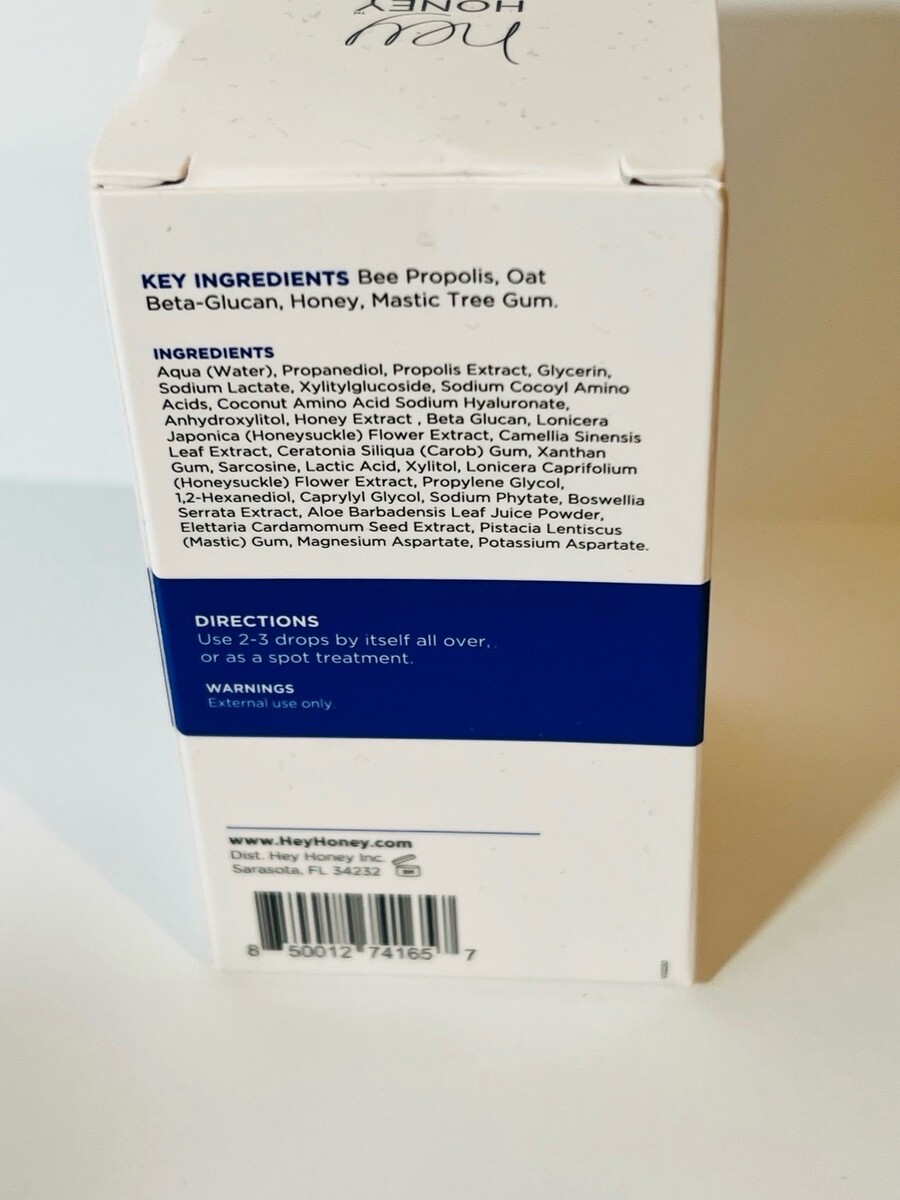 hey
HONEY™
KEY INGREDIENTS Bee Propolis, Oat
Beta-Glucan, Honey, Mastic Tree Gum.
INGREDIENTS
Aqua (Water), Propanediol, Propolis Extract, Glycerin,
Sodium Lactate, Xylitylglucoside, Sodium Cocoyl Amino
Acids, Coconut Amino Acid Sodium Hyaluronate,
Anhydroxylitol, Honey Extract , Beta Glucan, Lonicera
Japonica (Honeysuckle) Flower Extract, Camellia Sinensis
Leaf Extract, Ceratonia Siliqua (Carob) Gum, Xanthan
Gum, Sarcosine, Lactic Acid, Xylitol, Lonicera Caprifolium
(Honeysuckle) Flower Extract, Propylene Glycol,
1,2-Hexanediol, Caprylyl Glycol, Sodium Phytate, Boswellia
Serrata Extract, Aloe Barbadensis Leaf Juice Powder,
Elettaria Cardamomum Seed Extract, Pistacia Lentiscus
(Mastic) Gum, Magnesium Aspartate, Potassium Aspartate.
DIRECTIONS
Use 2-3 drops by itself all over,
or as a spot treatment.
WARNINGS
External use only.
www.HeyHoney.com
Dist. Hey Honey Inc.
Sarasota, FL 34232
8 50012 74165 7